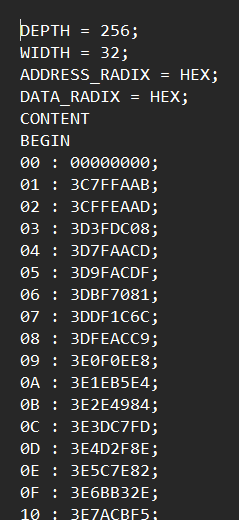 DEPTH = 256;
WIDTH = 32;
ADDRESS_RADIX = HEX;
DATA_RADIX = HEX;
CONTENT
BEGIN
00 : 00000000;
01 : 3C7FFAAB;
02 : 3CFFEAAD;
03 : 3D3FDC08;
04 : 3D7FAACD;
05 : 3D9FACDF;
06 : 3DBF7081;
07 : 3DDF1C6C;
08 : 3DFEACC9;
09 : 3E0F0EE8;
0A : 3E1EB5E4;
0B : 3E2E4984;
0C : 3E3DC7FD;
0D : 3E4D2F8E;
0E : 3E5C7E82;
0F : 3E6BB32E;
10 : 3E7ACBF5;